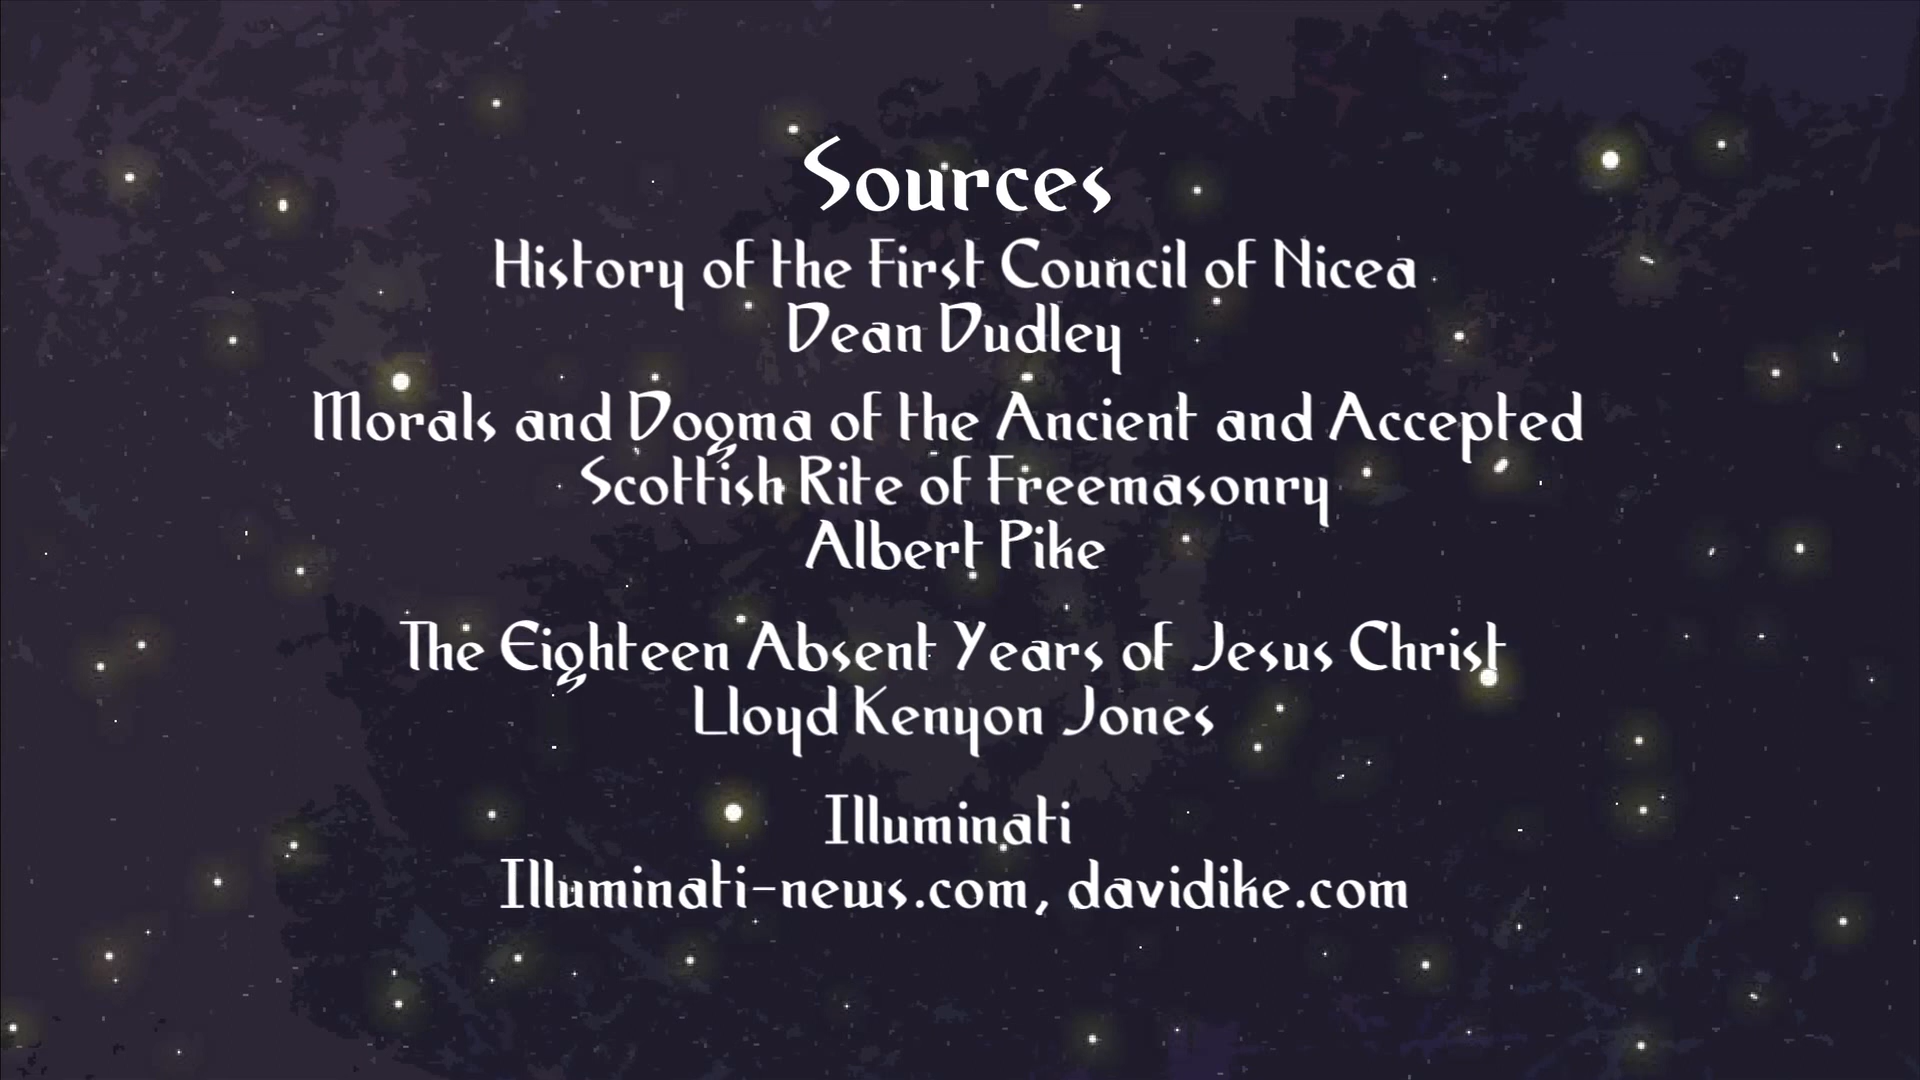 Sources
History of the First Council of Nicea
Dean Dudley
Morals and Dogma of the Ancient and Accepted
Scottish Rite of Freemasonry
Albert Pike
The Eighteen Absent Years of Jesus Christ
Lloyd Kenyon Jones
Illuminati
Illuminati-news.com, davidike.com